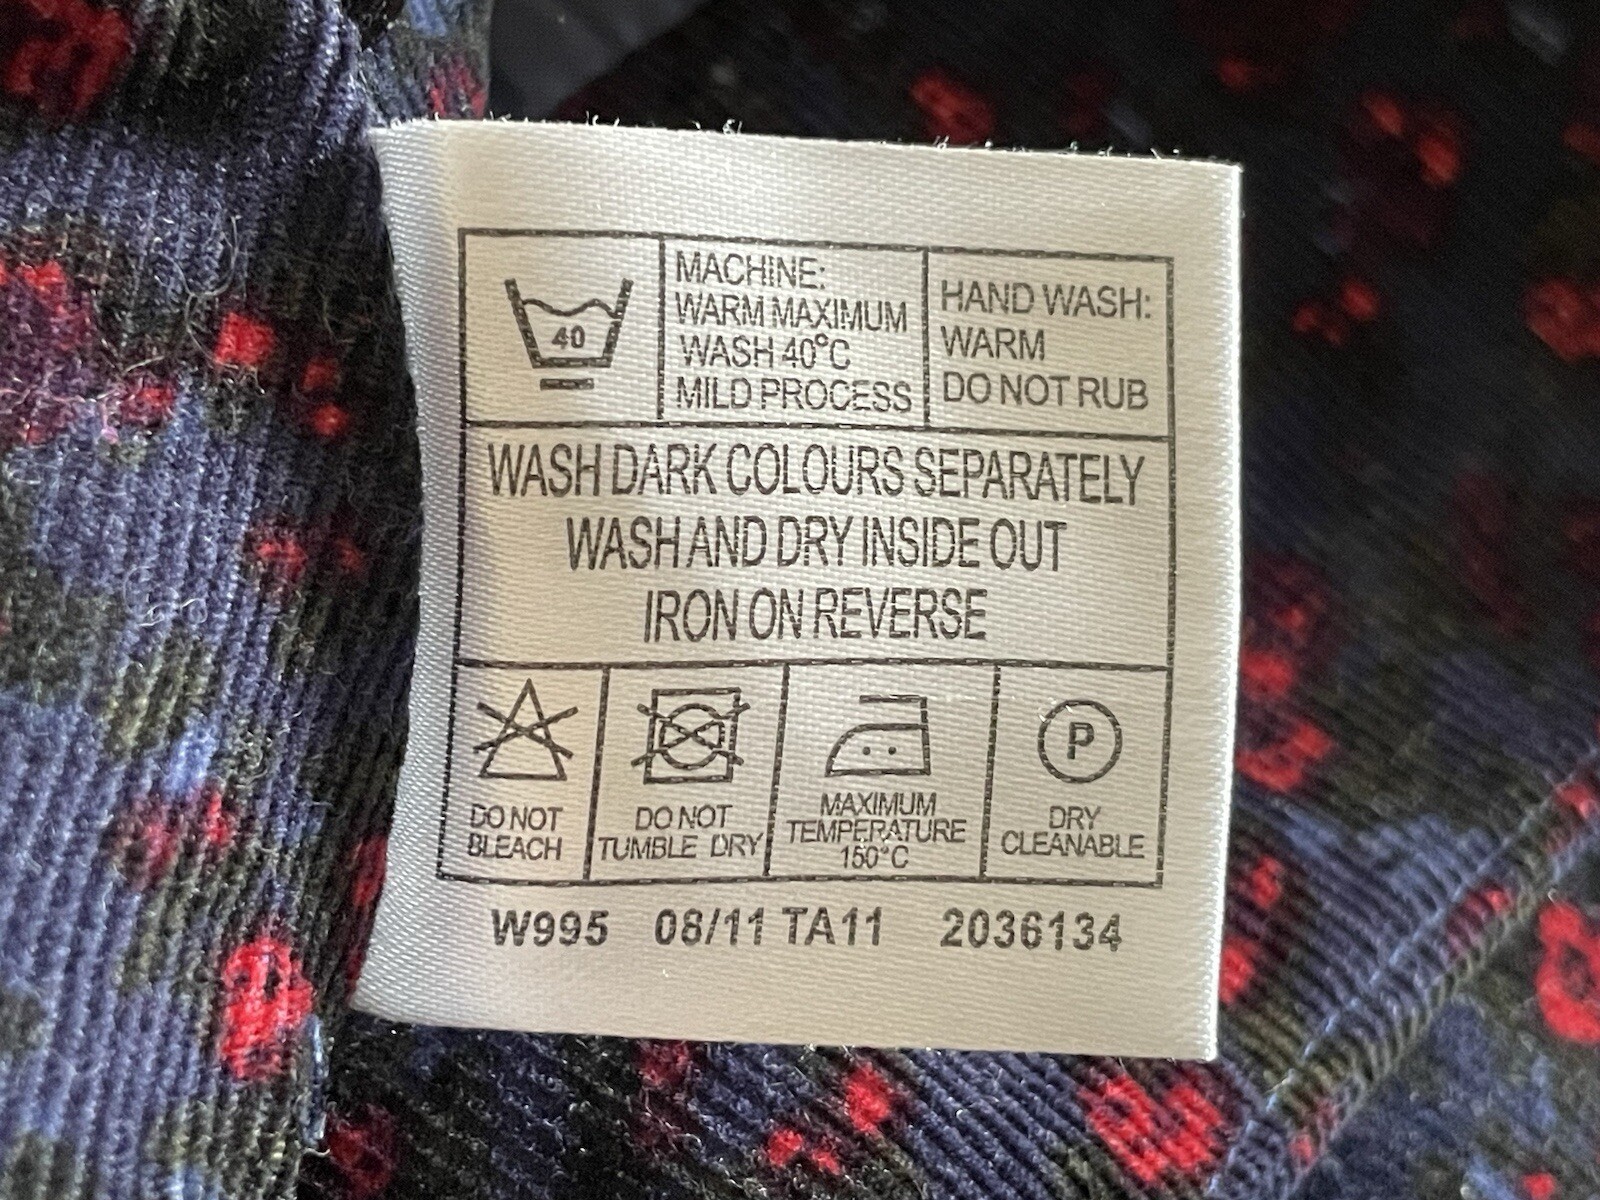 40
MACHINE:
WARM MAXIMUM
WASH 40°C
MILD PROCESS
HAND WASH:
WARM
DO NOT RUB
WASH DARK COLOURS SEPARATELY
WASH AND DRY INSIDE OUT
IRON ON REVERSE
DO NOT
BLEACH
DO NOT
TUMBLE DRY
MAXIMUM
TEMPERATURE
150°C
P
DRY
CLEANABLE
W995 08/11 TA11 2036134